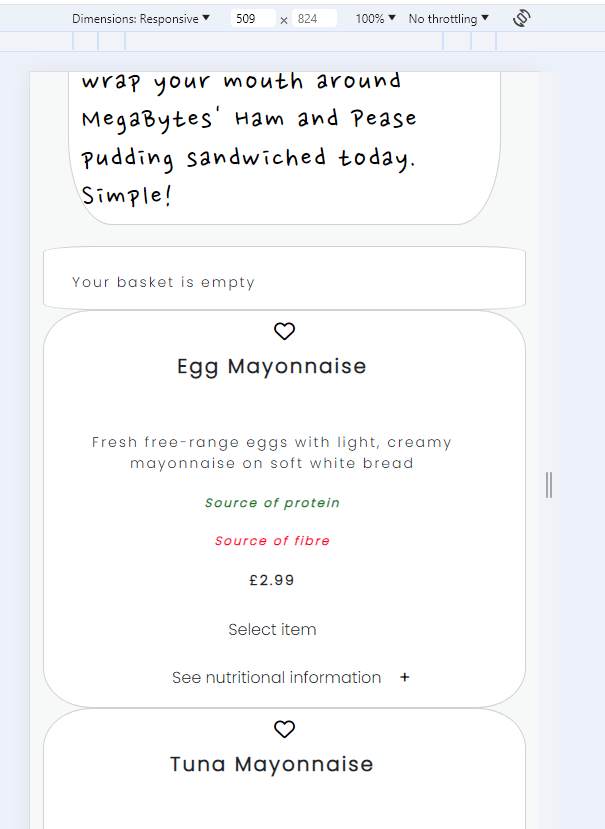 Dimensions: Responsive ▼ 509 × 824 100% ▼ No throttling ▼
wrap your mouth around
MegaBytes' Ham and Pease
pudding sandwiched today.
Simple!
Your basket is empty
Egg Mayonnaise
Fresh free-range eggs with light, creamy
mayonnaise on soft white bread
Source of protein
Source of fibre
£2.99
Select item
See nutritional information +
Tuna Mayonnaise